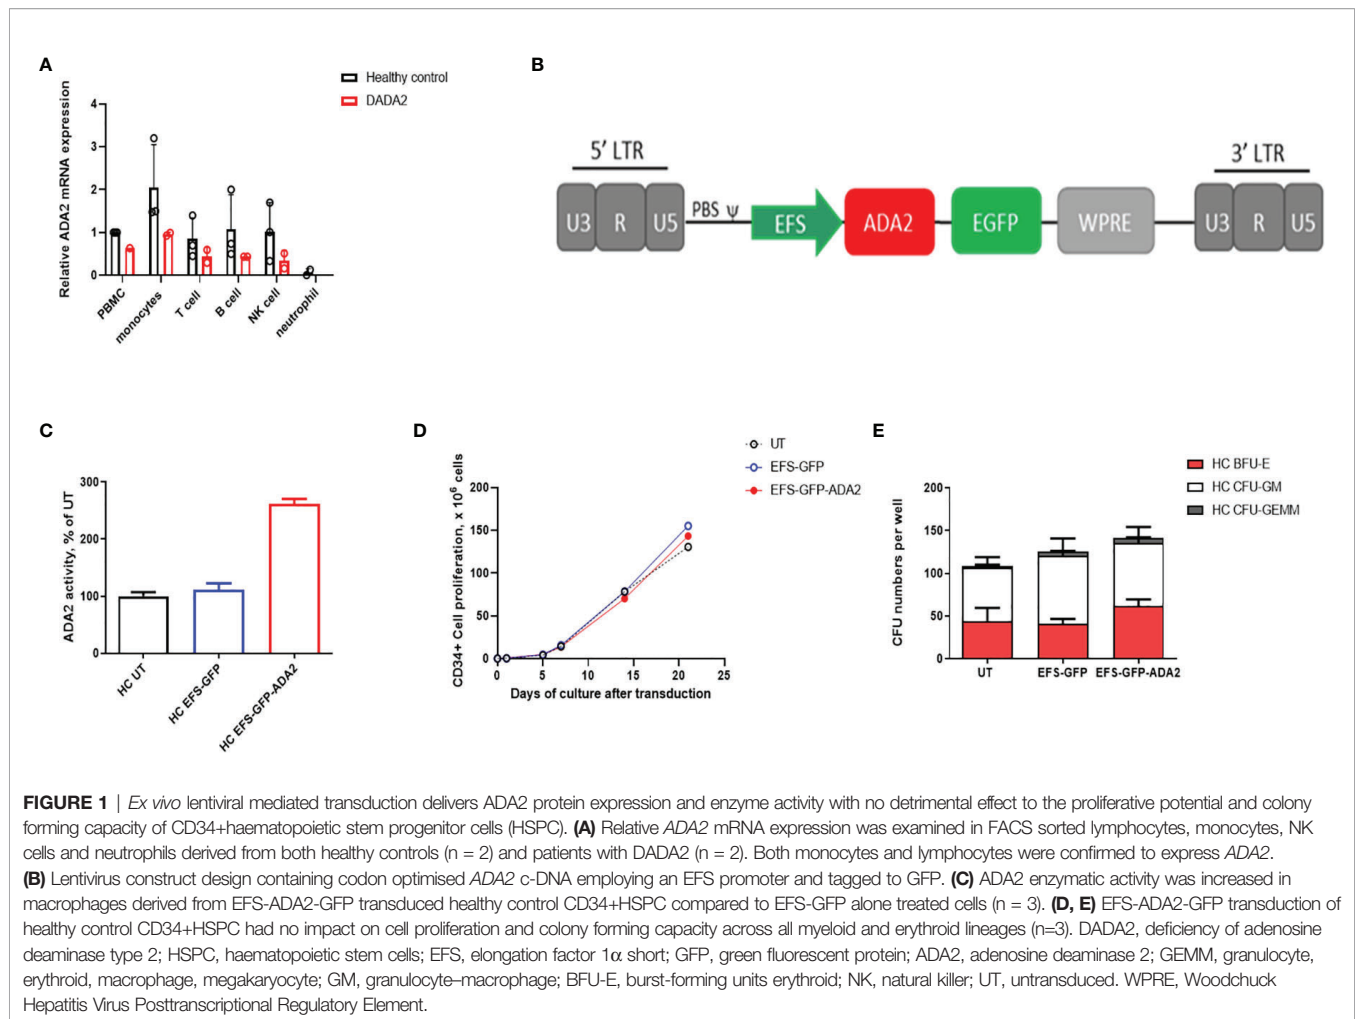 A
Healthy control
DADA2
Relative ADA2 mRNA expression
4
3
2
1
0
PBMC
monocytes
T cell
B cell
NK cell
neutrophil
B
5' LTR
3' LTR
U3 R U5
PBS ψ
EFS
ADA2
EGFP
WPRE
U3 R U5
C
ADA2 activity, % of UT
300
200
100
0
HC UT
HC EFS-GFP
HC EFS-GFP-ADA2
D
UT
EFS-GFP
EFS-GFP-ADA2
CD34+ Cell proliferation, x 10⁶ cells
200
150
100
50
0
0 5 10 15 20 25
Days of culture after transduction
E
HC BFU-E
HC CFU-GM
HC CFU-GEMM
CFU numbers per well
200
150
100
50
0
UT EFS-GFP EFS-GFP-ADA2
FIGURE 1 | Ex vivo lentiviral mediated transduction delivers ADA2 protein expression and enzyme activity with no detrimental effect to the proliferative potential and colony
forming capacity of CD34+haematopoietic stem progenitor cells (HSPC). (A) Relative ADA2 mRNA expression was examined in FACS sorted lymphocytes, monocytes, NK
cells and neutrophils derived from both healthy controls (n = 2) and patients with DADA2 (n = 2). Both monocytes and lymphocytes were confirmed to express ADA2.
(B) Lentivirus construct design containing codon optimised ADA2 c-DNA employing an EFS promoter and tagged to GFP. (C) ADA2 enzymatic activity was increased in
macrophages derived from EFS-ADA2-GFP transduced healthy control CD34+HSPC compared to EFS-GFP alone treated cells (n = 3). (D, E) EFS-ADA2-GFP transduction of
healthy control CD34+HSPC had no impact on cell proliferation and colony forming capacity across all myeloid and erythroid lineages (n=3). DADA2, deficiency of adenosine
deaminase type 2; HSPC, haematopoietic stem cells; EFS, elongation factor 1α short; GFP, green fluorescent protein; ADA2, adenosine deaminase 2; GEMM, granulocyte,
erythroid, macrophage, megakaryocyte; GM, granulocyte–macrophage; BFU-E, burst-forming units erythroid; NK, natural killer; UT, untransduced. WPRE, Woodchuck
Hepatitis Virus Posttranscriptional Regulatory Element.